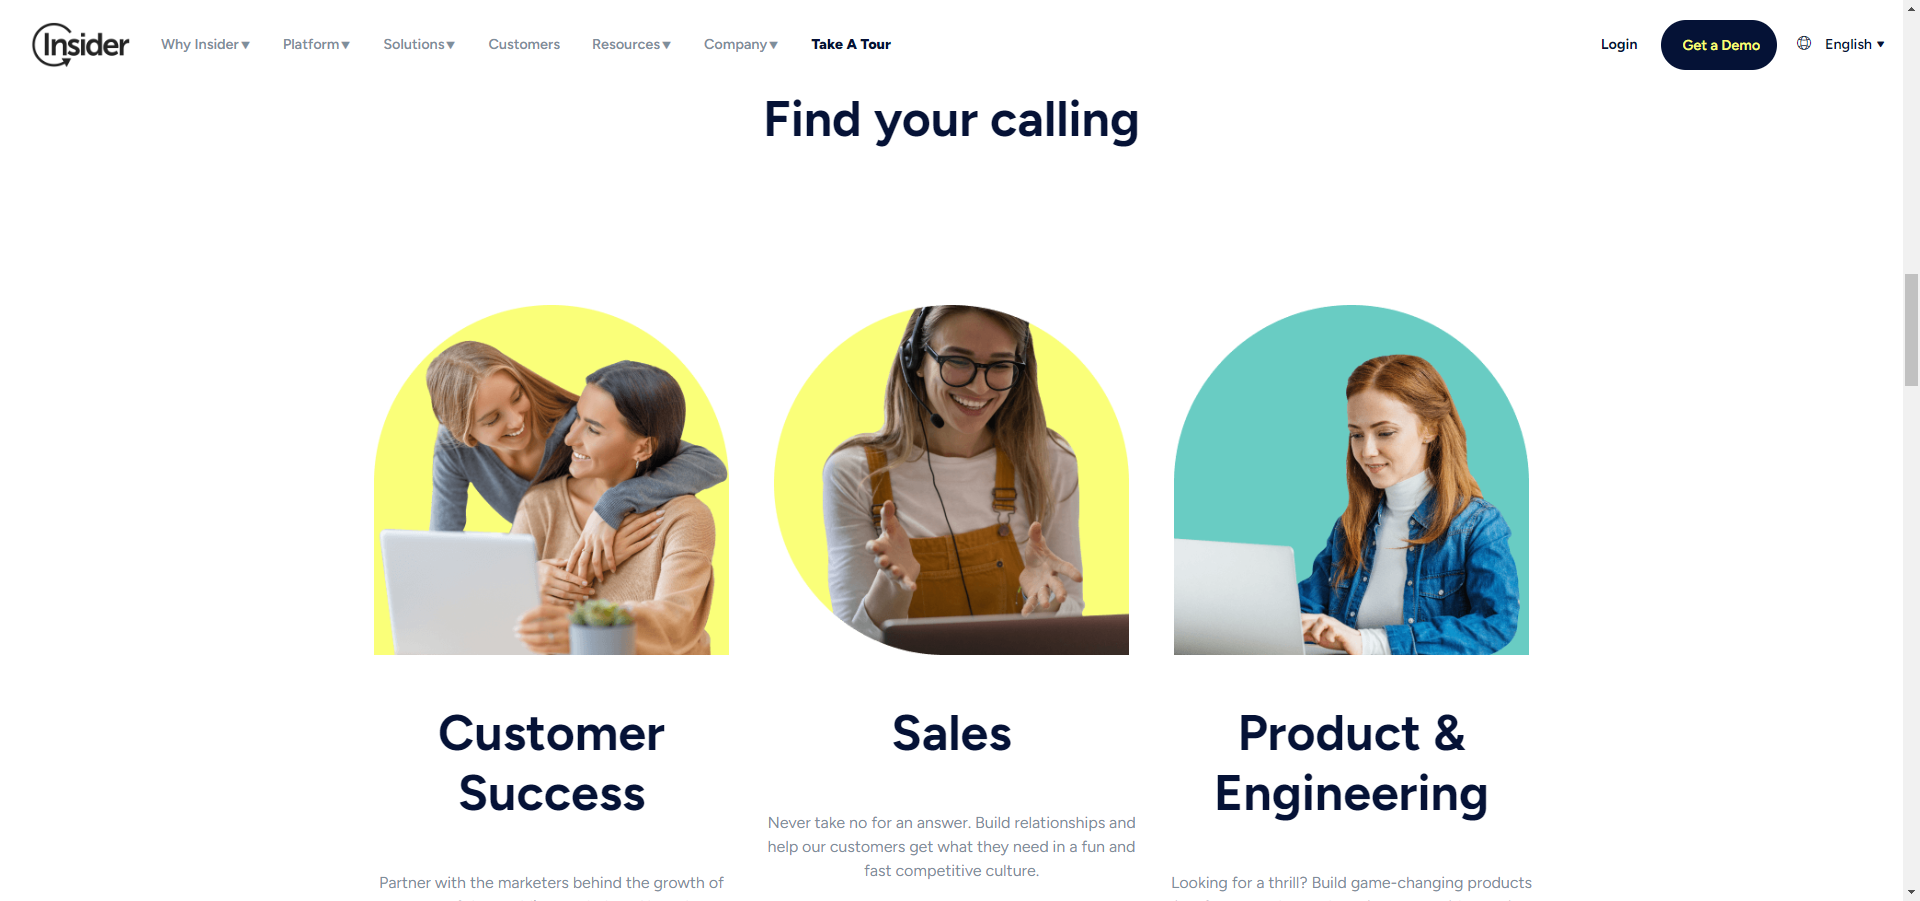 Insider
Why Insider▼ Platform▼ Solutions▼ Customers Resources▼ Company▼ Take A Tour Login Get a Demo English ▼
Find your calling
Customer
Success
Sales
Product &
Engineering
Never take no for an answer. Build relationships and
help our customers get what they need in a fun and
fast competitive culture.
Partner with the marketers behind the growth of
Looking for a thrill? Build game-changing products